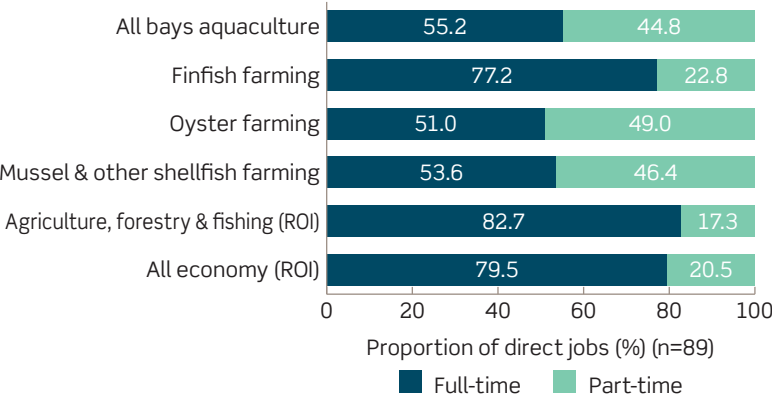 All bays aquaculture 55.2 44.8
Finfish farming 77.2 22.8
Oyster farming 51.0 49.0
Mussel & other shellfish farming 53.6 46.4
Agriculture, forestry & fishing (ROI) 82.7 17.3
All economy (ROI) 79.5 20.5
0 20 40 60 80 100
Proportion of direct jobs (%) (n=89)
Full-time Part-time